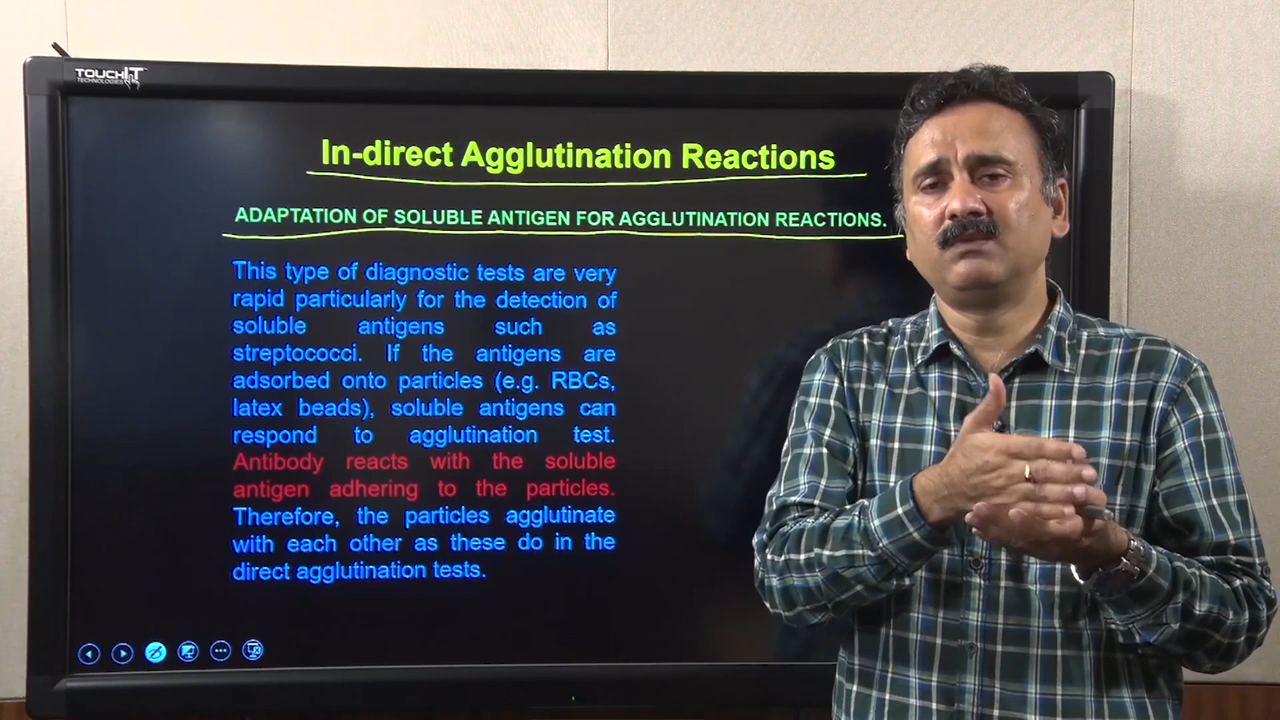 TOUCHIT
TECHNOLOGIES
In-direct Agglutination Reactions
ADAPTATION OF SOLUBLE ANTIGEN FOR AGGLUTINATION REACTIONS.
This type of diagnostic tests are very
rapid particularly for the detection of
soluble antigens such as
streptococci. If the antigens are
adsorbed onto particles (e.g. RBCs,
latex beads), soluble antigens can
respond to agglutination test.
Antibody reacts with the soluble
antigen adhering to the particles.
Therefore, the particles agglutinate
with each other as these do in the
direct agglutination tests.